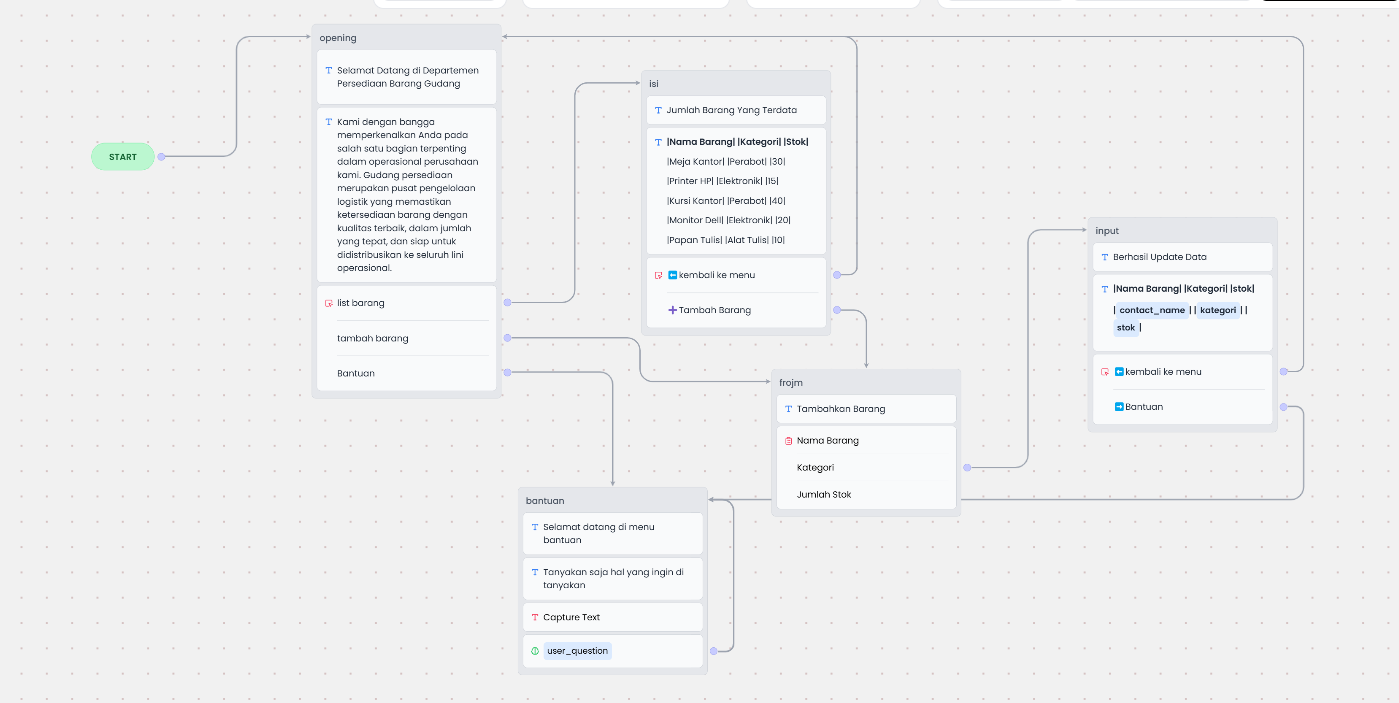 START
opening
Selamat Datang di Departemen
Persediaan Barang Gudang
Kami dengan bangga
memperkenalkan Anda pada
salah satu bagian terpenting
dalam operasional perusahaan
kami. Gudang persediaan
merupakan pusat pengelolaan
logistik yang memastikan
ketersediaan barang dengan
kualitas terbaik, dalam jumlah
yang tepat, dan siap untuk
didistribusikan ke seluruh lini
operasional.
list barang
tambah barang
Bantuan
isi
Jumlah Barang Yang Terdata
|Nama Barang| |Kategori| |Stok|
|Meja Kantor| |Perabot| |30|
|Printer HP| |Elektronik| |15|
|Kursi Kantor| |Perabot| |40|
|Monitor Dell| |Elektronik| |20|
|Papan Tulis| |Alat Tulis| |10|
kembali ke menu
Tambah Barang
frojm
Tambahkan Barang
Nama Barang
Kategori
Jumlah Stok
input
Berhasil Update Data
|Nama Barang| |Kategori| |stok|
| contact_name | | kategori | |
stok |
kembali ke menu
Bantuan
bantuan
Selamat datang di menu
bantuan
Tanyakan saja hal yang ingin di
tanyakan
Capture Text
user_question